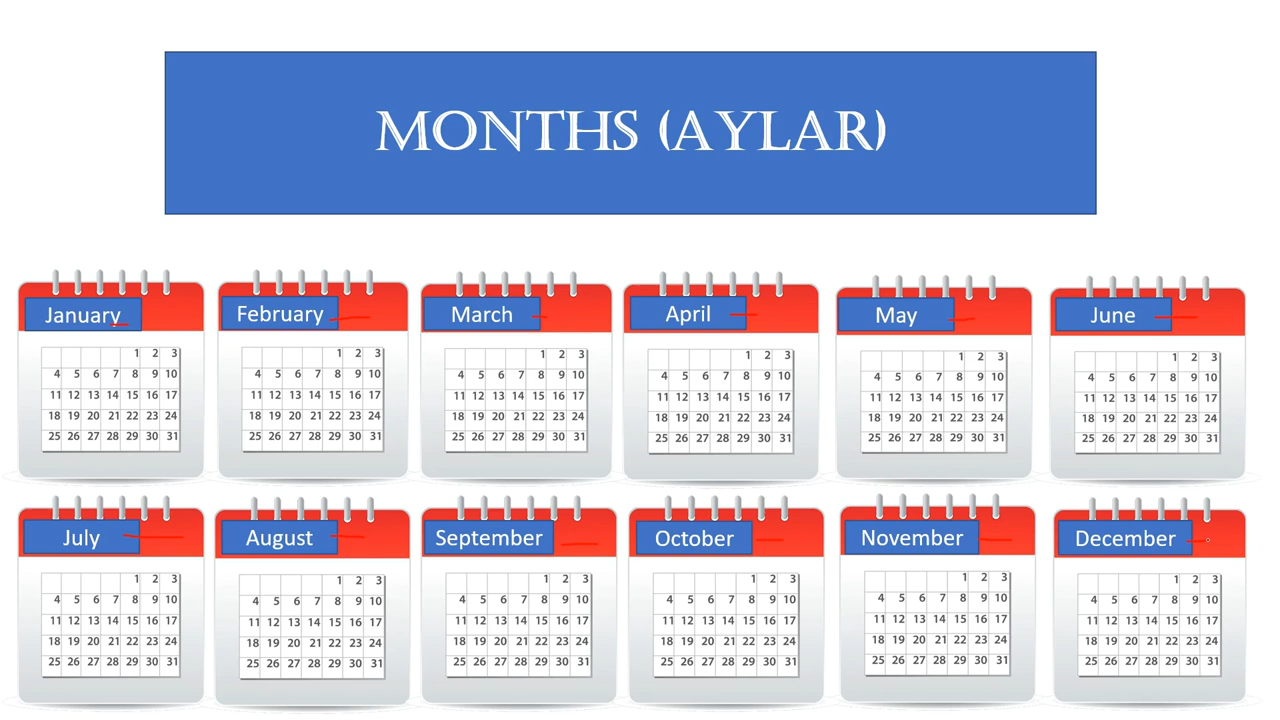 MONTHS (AYLAR)
January February March April May June
1 2 3 1 2 3 1 2 3 1 2 3 1 2 3 1 2 3
4 5 6 7 8 9 10 4 5 6 7 8 9 10 4 5 6 7 8 9 10 4 5 6 7 8 9 10 4 5 6 7 8 9 10 4 5 6 7 8 9 10
11 12 13 14 15 16 17 11 12 13 14 15 16 17 11 12 13 14 15 16 17 11 12 13 14 15 16 17 11 12 13 14 15 16 17 11 12 13 14 15 16 17
18 19 20 21 22 23 24 18 19 20 21 22 23 24 18 19 20 21 22 23 24 18 19 20 21 22 23 24 18 19 20 21 22 23 24 18 19 20 21 22 23 24
25 26 27 28 29 30 31 25 26 27 28 29 30 31 25 26 27 28 29 30 31 25 26 27 28 29 30 31 25 26 27 28 29 30 31 25 26 27 28 29 30 31
July August September October November December
1 2 3 1 2 3 1 2 3 1 2 3 1 2 3 1 2 3
4 5 6 7 8 9 10 4 5 6 7 8 9 10 4 5 6 7 8 9 10 4 5 6 7 8 9 10 4 5 6 7 8 9 10 4 5 6 7 8 9 10
11 12 13 14 15 16 17 11 12 13 14 15 16 17 11 12 13 14 15 16 17 11 12 13 14 15 16 17 11 12 13 14 15 16 17 11 12 13 14 15 16 17
18 19 20 21 22 23 24 18 19 20 21 22 23 24 18 19 20 21 22 23 24 18 19 20 21 22 23 24 18 19 20 21 22 23 24 18 19 20 21 22 23 24
25 26 27 28 29 30 31 25 26 27 28 29 30 31 25 26 27 28 29 30 31 25 26 27 28 29 30 31 25 26 27 28 29 30 31 25 26 27 28 29 30 31